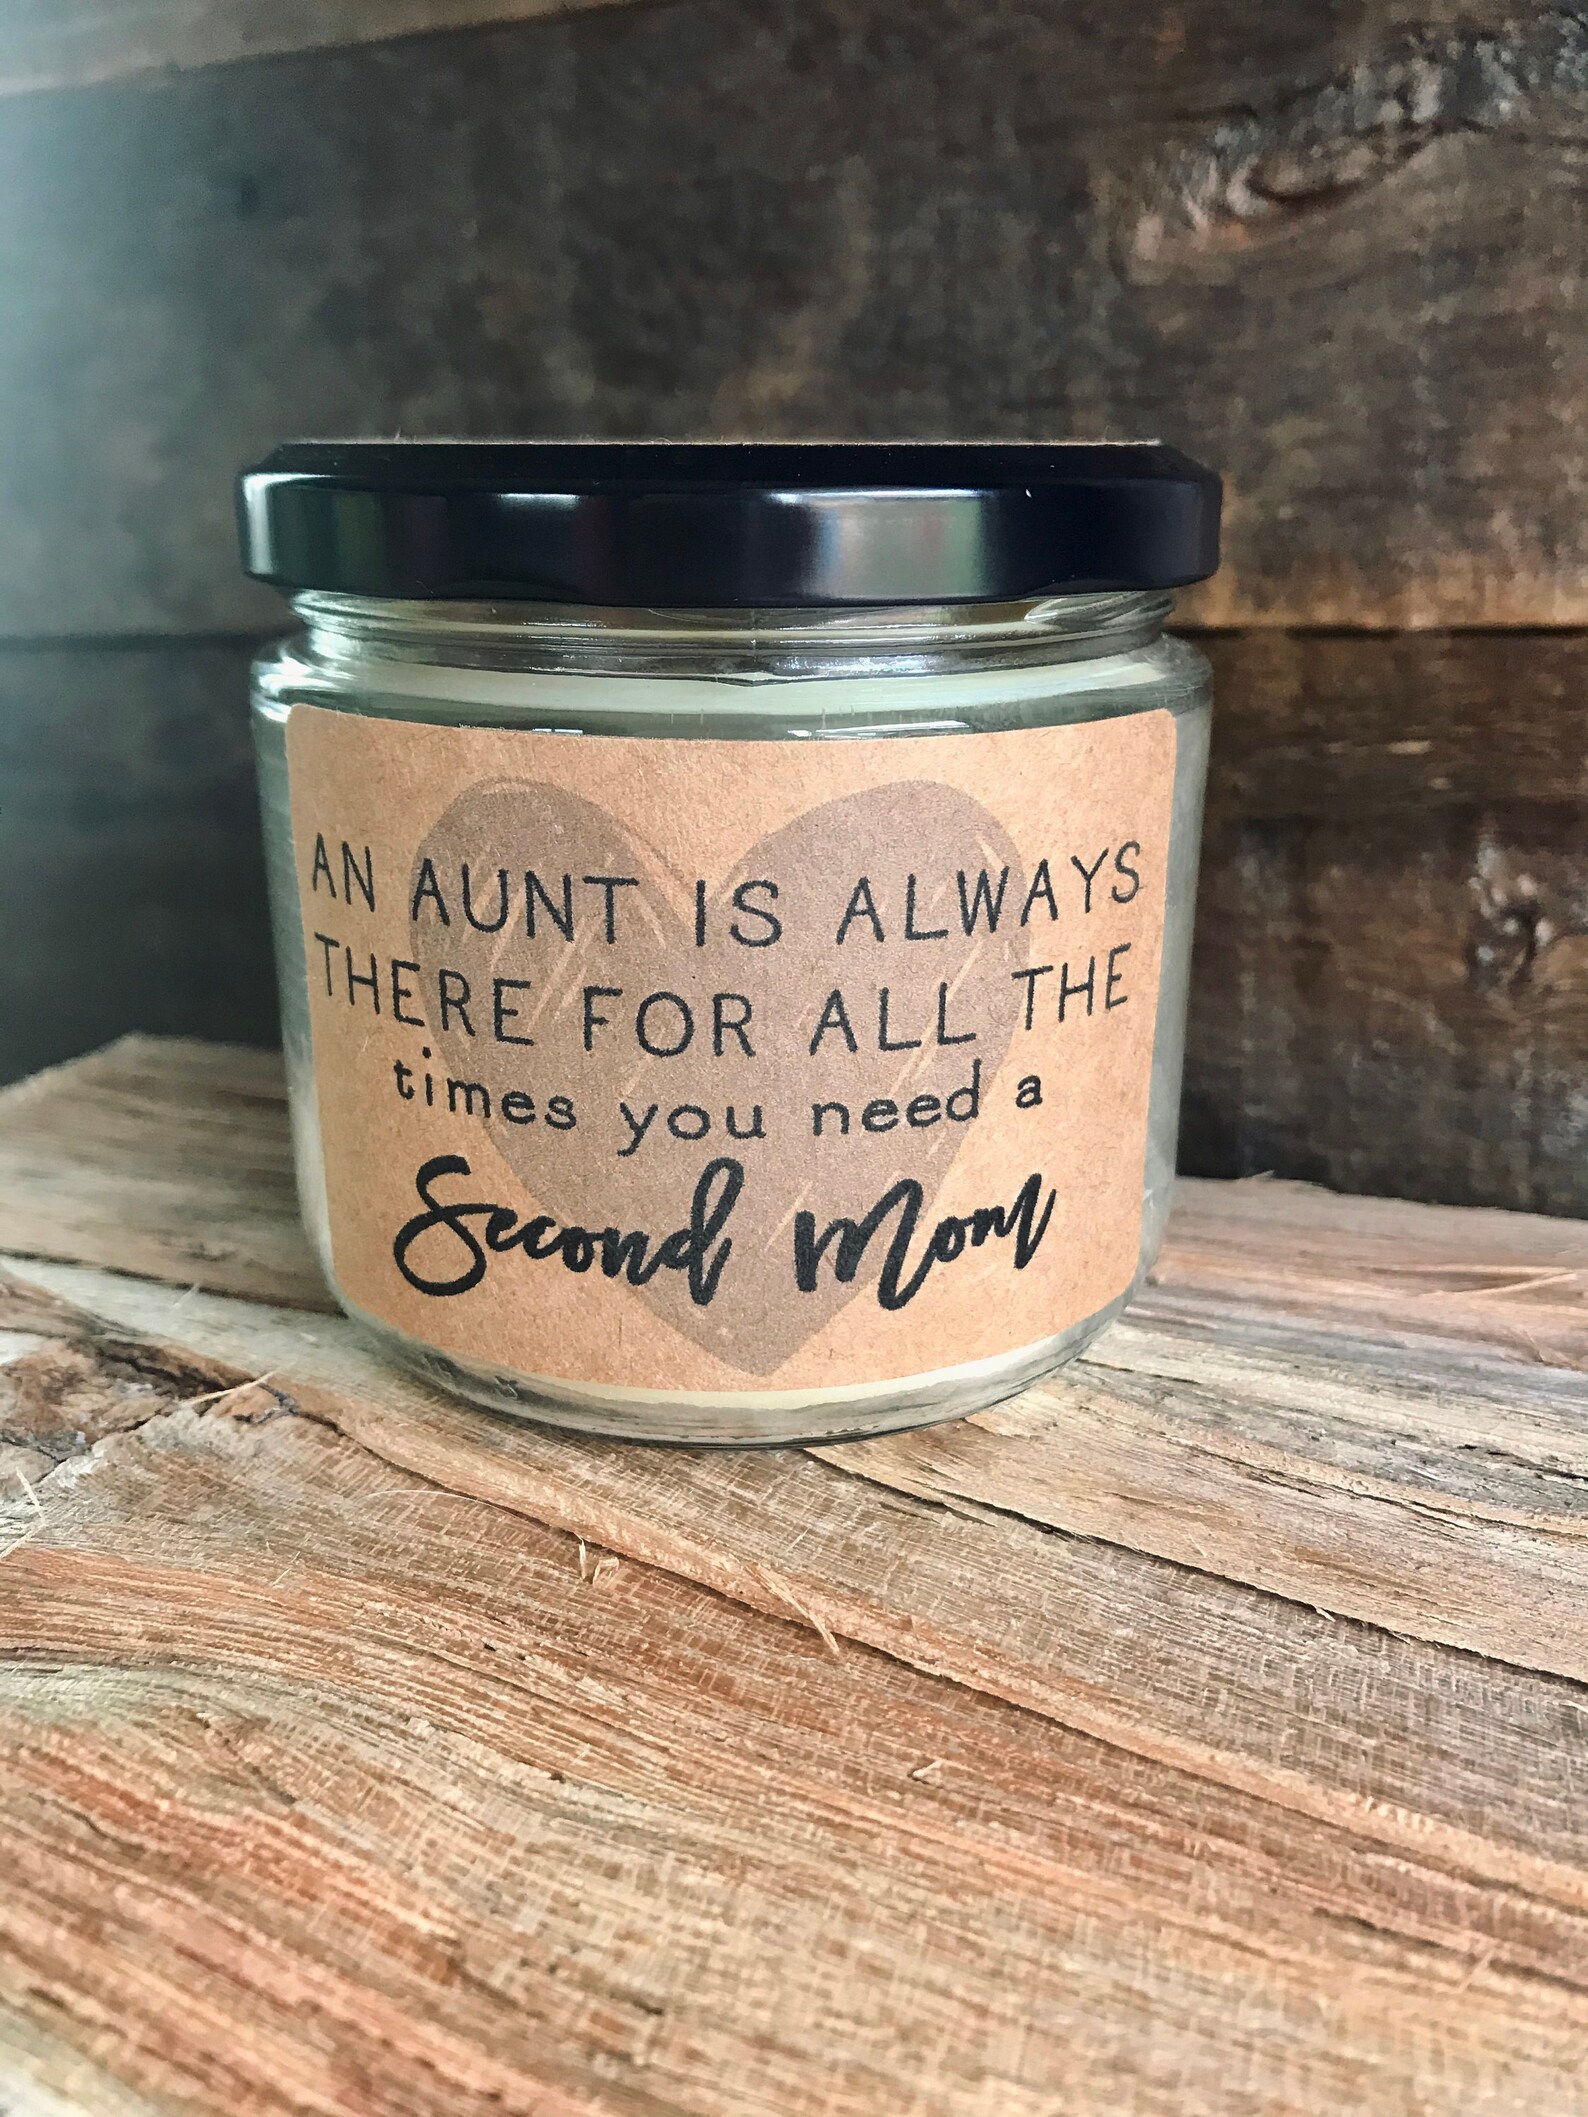 AN AUNT IS ALWAYS
THERE FOR ALL THE
times you need a
Second Mom